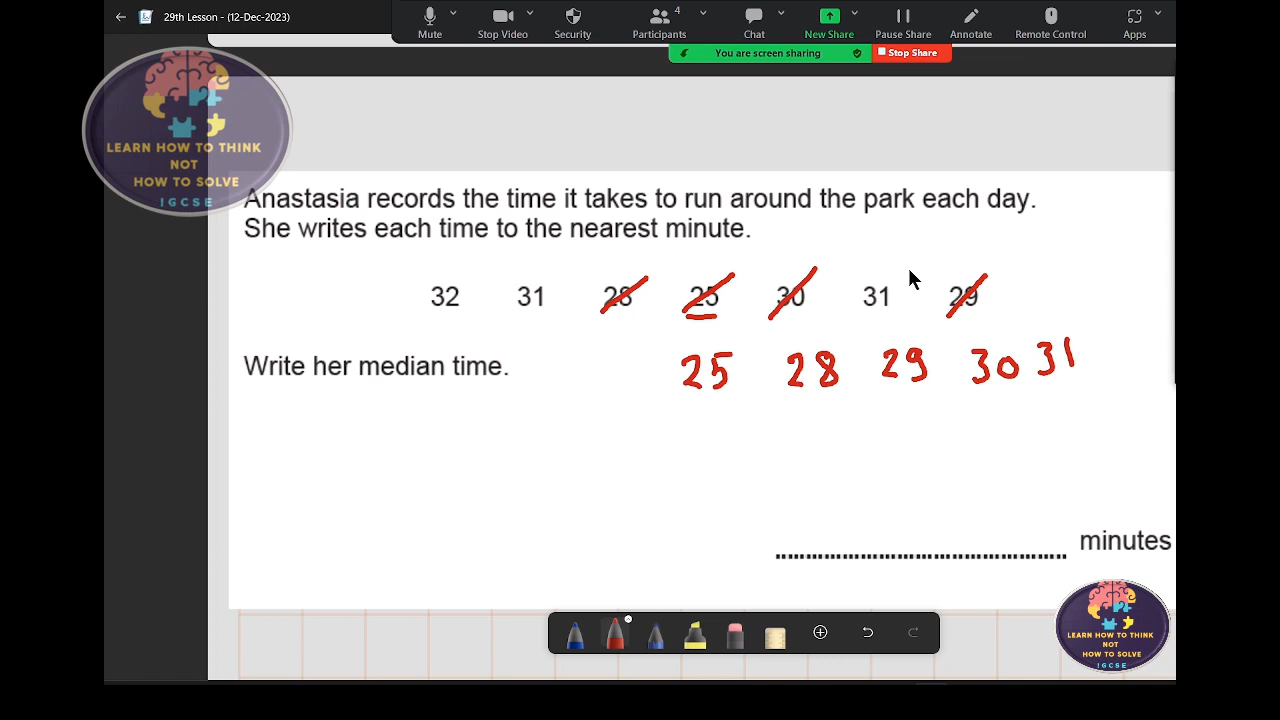 29th Lesson - (12-Dec-2023)
Mute Stop Video Security Participants 4 Chat New Share Pause Share Annotate Remote Control Apps
You are screen sharing Stop Share
LEARN HOW TO THINK
NOT
HOW TO SOLVE
IGCSE
Anastasia records the time it takes to run around the park each day.
She writes each time to the nearest minute.
32 31 28 25 30 31 29
Write her median time. 25 28 29 30 31
minutes
LEARN HOW TO THINK
NOT
HOW TO SOLVE
IGCSE